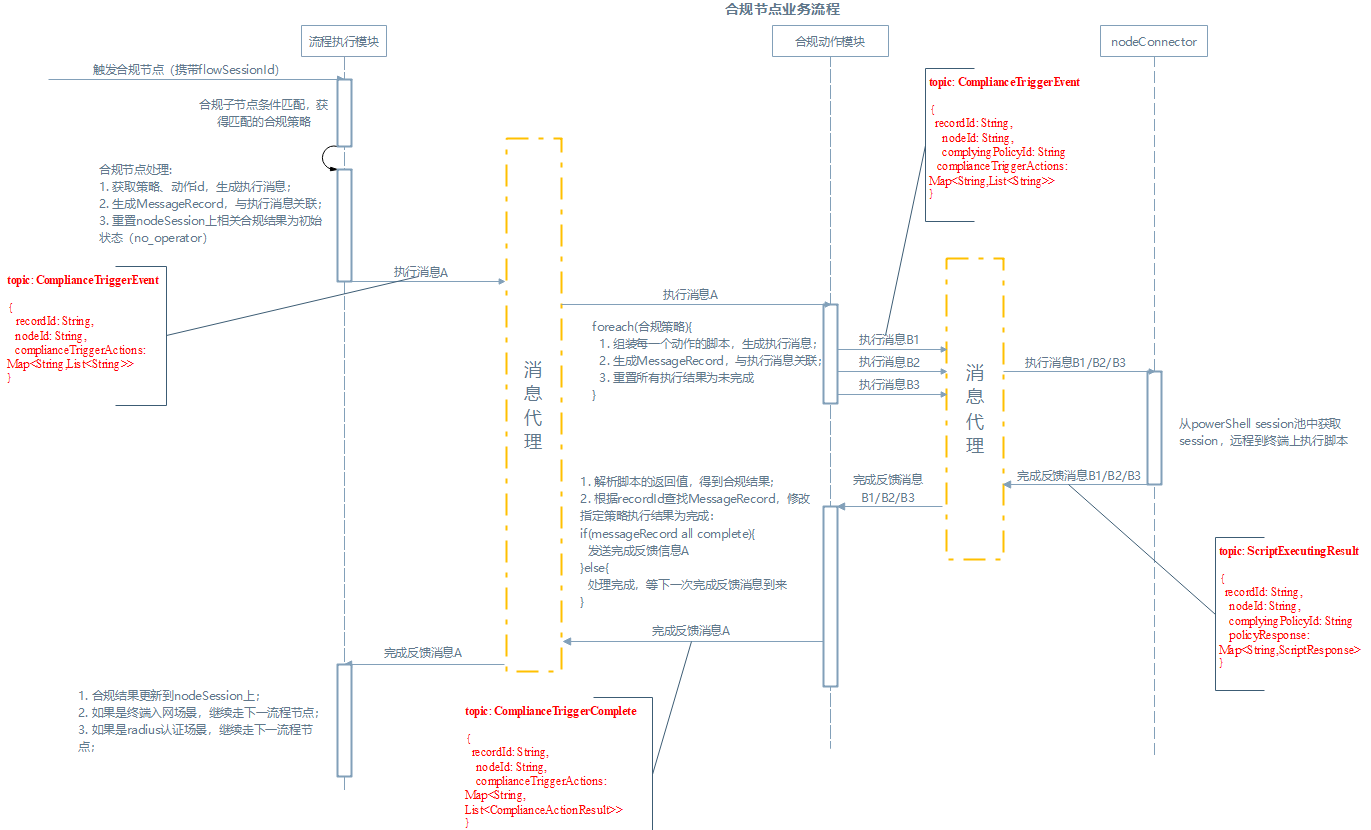 合规节点业务流程
流程执行模块
合规动作模块
nodeConnector
触发合规节点（携带flowSessionId）
合规子节点条件匹配，获
得匹配的合规策略
合规节点处理:
1. 获取策略、动作id，生成执行消息；
2. 生成MessageRecord，与执行消息关联；
3. 重置nodeSession上相关合规结果为初始
状态（no_operator）
topic: ComplianceTriggerEvent
{
recordId: String,
nodeId: String,
complianceTriggerActions:
Map<String,List<String>>
}
执行消息A
消
息
代
理
执行消息A
foreach(合规策略){
1. 组装每一个动作的脚本，生成执行消息；
2. 生成MessageRecord，与执行消息关联；
3. 重置所有执行结果为未完成
}
topic: ComplianceTriggerEvent
{
recordId: String,
nodeId: String,
complyingPolicyId: String
complianceTriggerActions:
Map<String,List<String>>
}
执行消息B1
执行消息B2
执行消息B3
消
息
代
理
执行消息B1/B2/B3
从powerShell session池中获取
session，远程到终端上执行脚本
完成反馈消息B1/B2/B3
完成反馈消息
B1/B2/B3
topic: ScriptExecutingResult
{
recordId: String,
nodeId: String,
complyingPolicyId: String
policyResponse:
Map<String,ScriptResponse>
}
1. 解析脚本的返回值，得到合规结果；
2. 根据recordId查找MessageRecord，修改
指定策略执行结果为完成：
if(messageRecord all complete){
发送完成反馈信息A
}else{
处理完成，等下一次完成反馈消息到来
}
完成反馈消息A
完成反馈消息A
1. 合规结果更新到nodeSession上；
2. 如果是终端入网场景，继续走下一流程节点；
3. 如果是radius认证场景，继续走下一流程节
点；
topic: ComplianceTriggerComplete
{
recordId: String,
nodeId: String,
complianceTriggerActions:
Map<String,
List<ComplianceActionResult>>
}